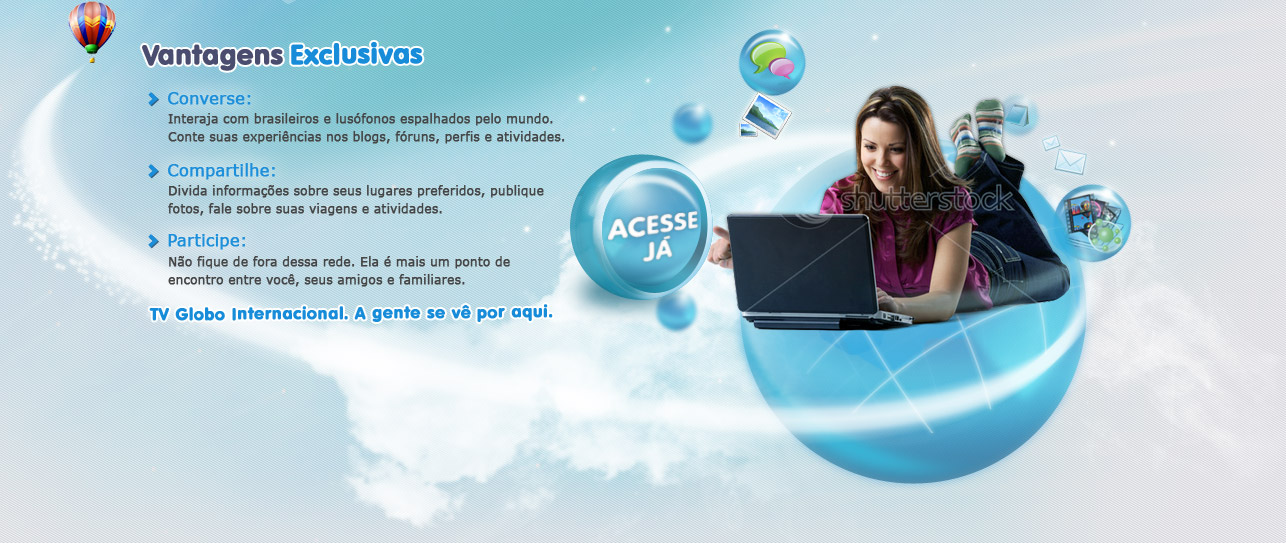 Vantagens Exclusivas
Converse:
Interaja com brasileiros e lusófonos espalhados pelo mundo.
Conte suas experiências nos blogs, fóruns, perfis e atividades.
Compartilhe:
Divida informações sobre seus lugares preferidos, publique
fotos, fale sobre suas viagens e atividades.
Participe:
Não fique de fora dessa rede. Ela é mais um ponto de
encontro entre você, seus amigos e familiares.
TV Globo Internacional. A gente se vê por aqui.
ACESSE
JÁ
shutterstock